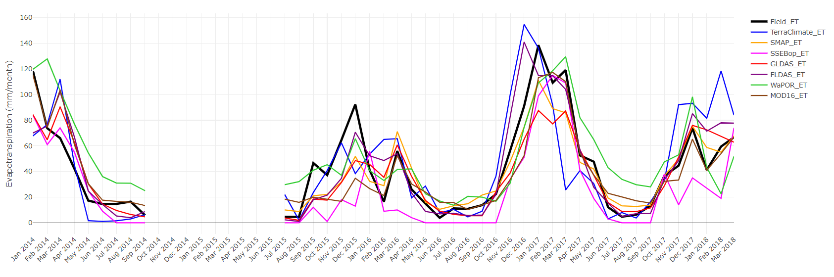 160
140
120
100
80
60
40
20
0
Evapotranspiration (mm/month)
Jan 2014
Feb 2014
Mar 2014
Apr 2014
May 2014
Jun 2014
Jul 2014
Aug 2014
Sep 2014
Oct 2014
Nov 2014
Dec 2014
Jan 2015
Feb 2015
Mar 2015
Apr 2015
May 2015
Jun 2015
Jul 2015
Aug 2015
Sep 2015
Oct 2015
Nov 2015
Dec 2015
Jan 2016
Feb 2016
Mar 2016
Apr 2016
May 2016
Jun 2016
Jul 2016
Aug 2016
Sep 2016
Oct 2016
Nov 2016
Dec 2016
Jan 2017
Feb 2017
Mar 2017
Apr 2017
May 2017
Jun 2017
Jul 2017
Aug 2017
Sep 2017
Oct 2017
Nov 2017
Dec 2017
Jan 2018
Feb 2018
Mar 2018
Field_ET
TerraClimate_ET
SMAP_ET
SSEBop_ET
GLDAS_ET
FLDAS_ET
WaPOR_ET
MOD16_ET